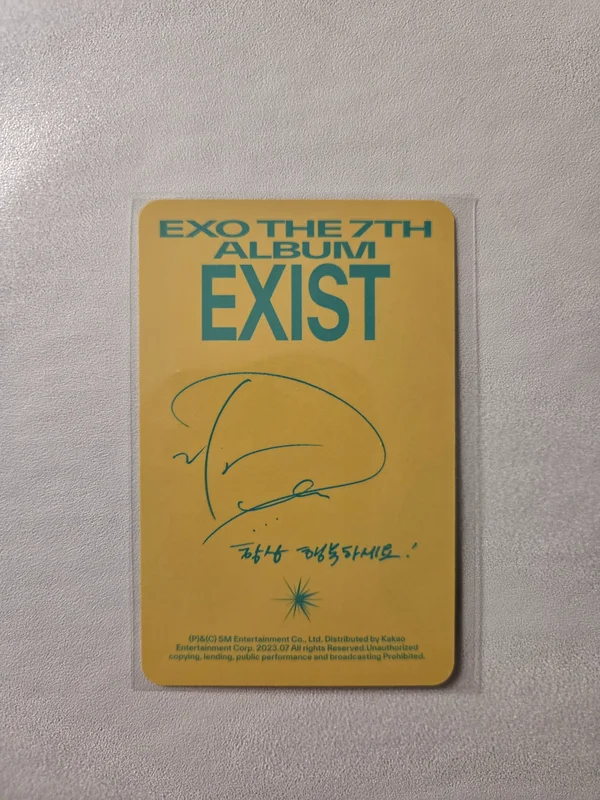 EXO THE 7TH
ALBUM
EXIST
항상 행복하세요!
(P)&(C) SM Entertainment Co., Ltd. Distributed by Kakao
Entertainment Corp. 2023.07 All rights Reserved.Unauthorized
copying, lending, public performance and broadcasting Prohibited.